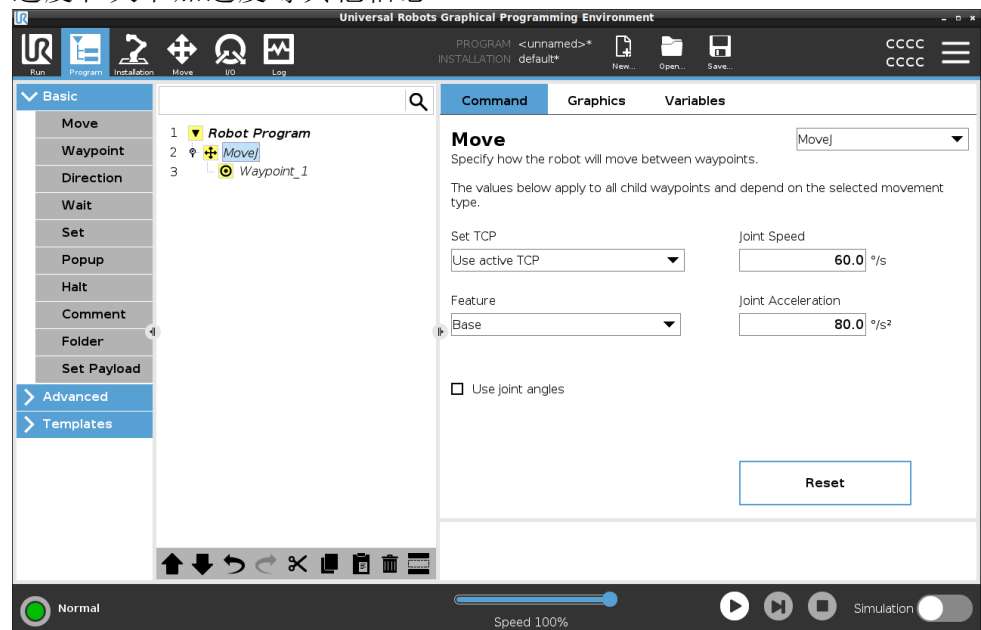 Universal Robots Graphical Programming Environment
PROGRAM <unnamed>*
INSTALLATION default*
New... Open... Save...
CCCC
CCCC
Run Program Installation Move I/O Log
Basic
Move
Waypoint
Direction
Wait
Set
Popup
Halt
Comment
Folder
Set Payload
Advanced
Templates
1 Robot Program
2 MoveJ
3 Waypoint_1
Command Graphics Variables
Move
MoveJ
Specify how the robot will move between waypoints.
The values below apply to all child waypoints and depend on the selected movement
type.
Set TCP
Use active TCP
Joint Speed
60.0 °/s
Feature
Base
Joint Acceleration
80.0 °/s²
Use joint angles
Reset
Normal
Speed 100%
Simulation